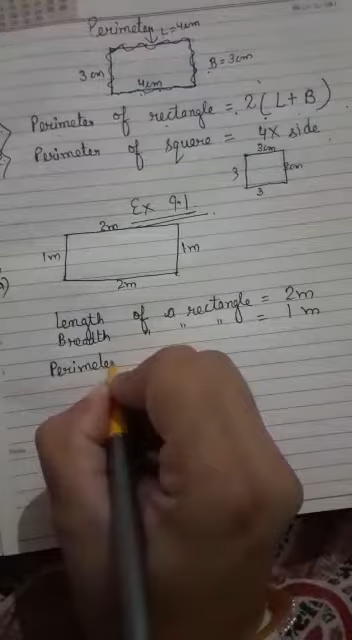 Perimeter L=4cm
3cm
B=3cm
4cm
Perimeter of rectangle = 2(L+B)
Perimeter of square = 4x side
3cm
3
3
Ex 9.1
2m
1m
1m
2m
Length of a rectangle = 2m
Breadth " " " = 1m
Perimeter